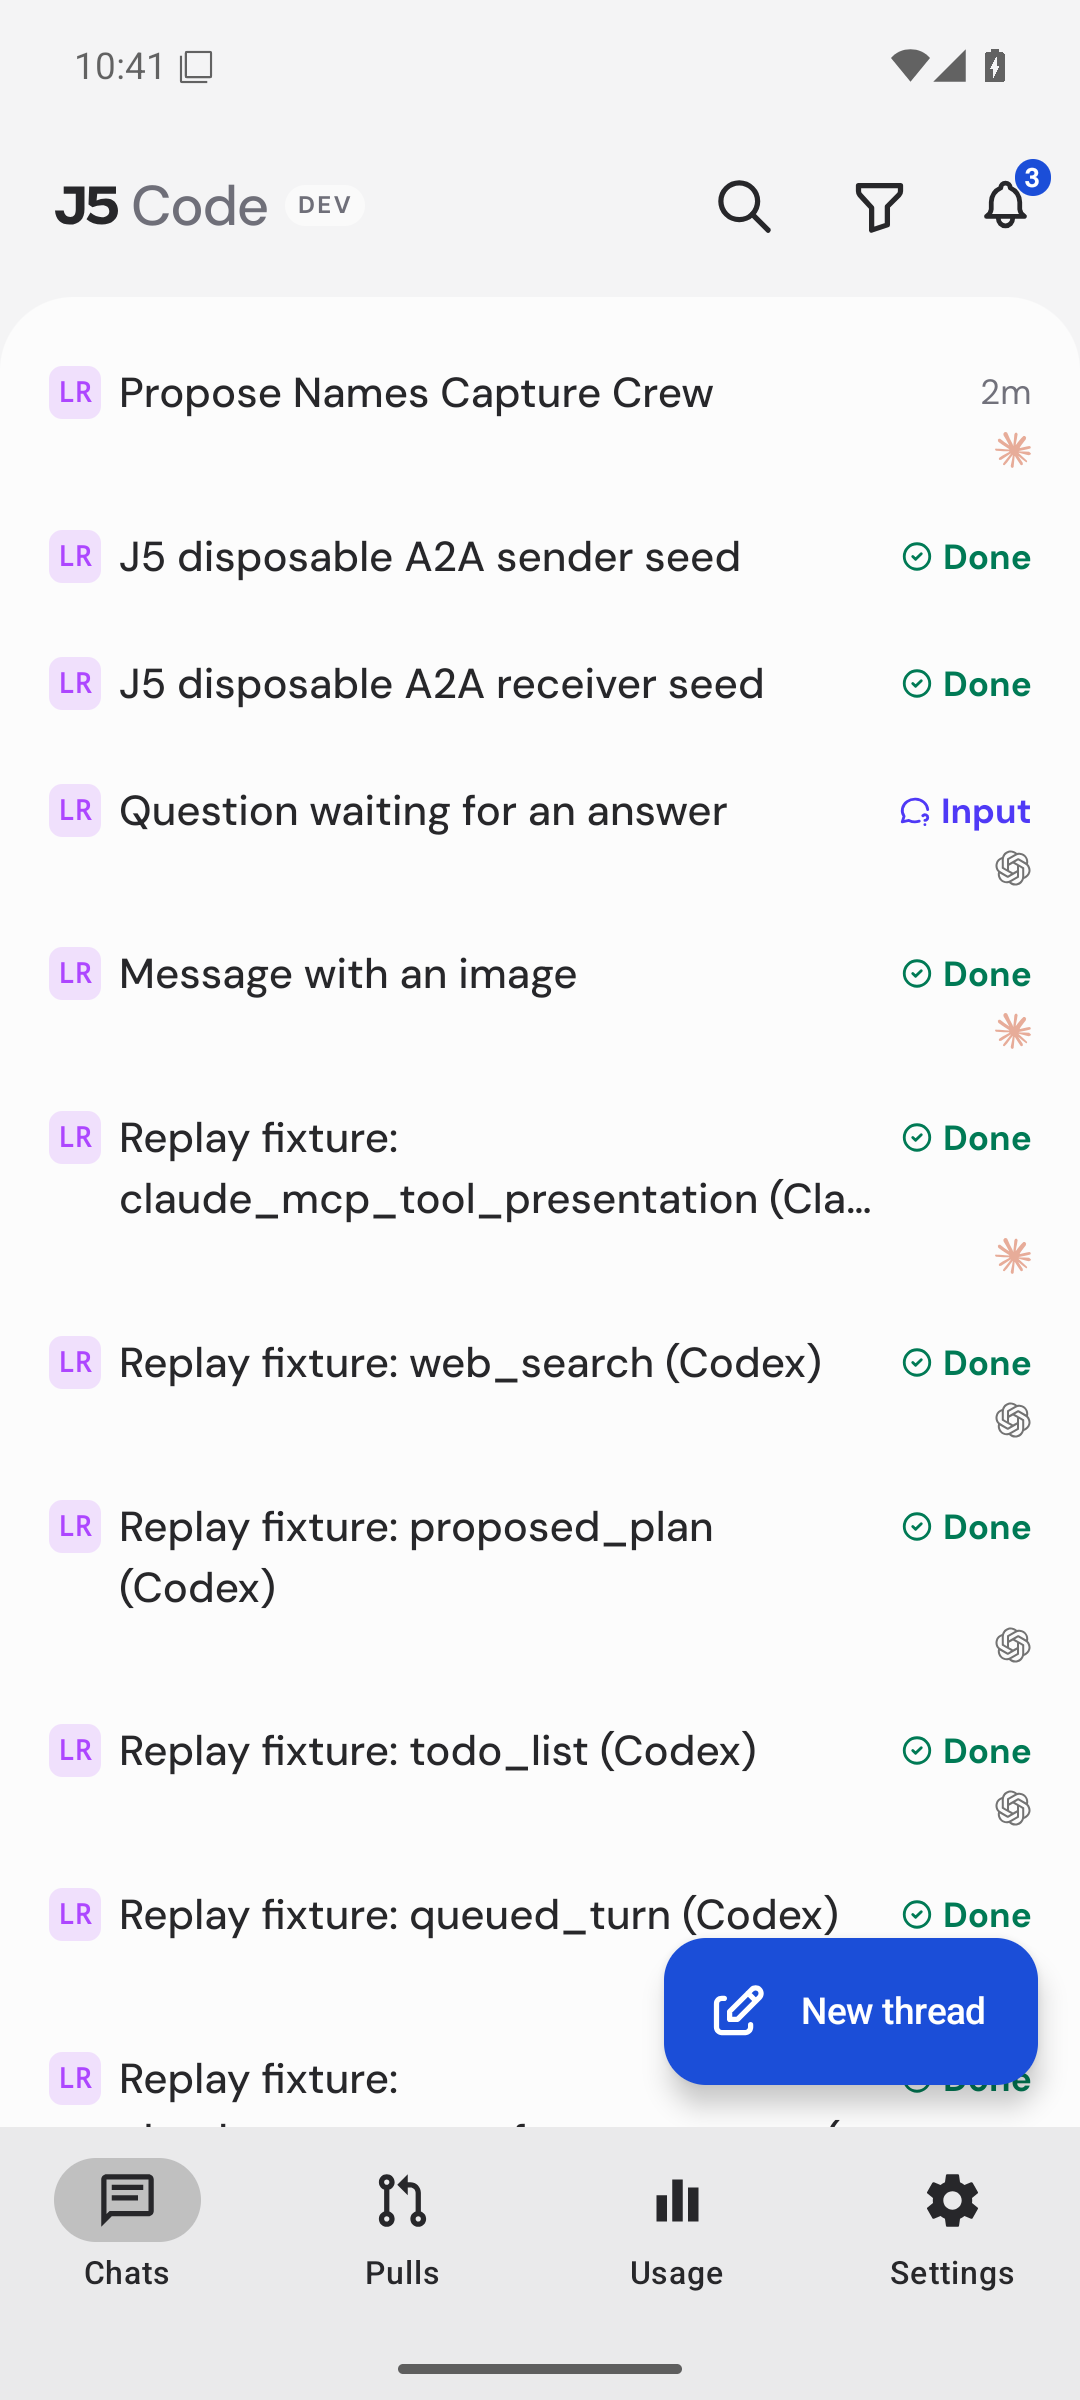 10:41
J5 Code DEV
3
LR Propose Names Capture Crew 2m
LR J5 disposable A2A sender seed Done
LR J5 disposable A2A receiver seed Done
LR Question waiting for an answer Input
LR Message with an image Done
LR Replay fixture: Done
claude_mcp_tool_presentation (Cla...
LR Replay fixture: web_search (Codex) Done
LR Replay fixture: proposed_plan Done
(Codex)
LR Replay fixture: todo_list (Codex) Done
LR Replay fixture: queued_turn (Codex) Done
New thread
LR Replay fixture: Done
Chats Pulls Usage Settings